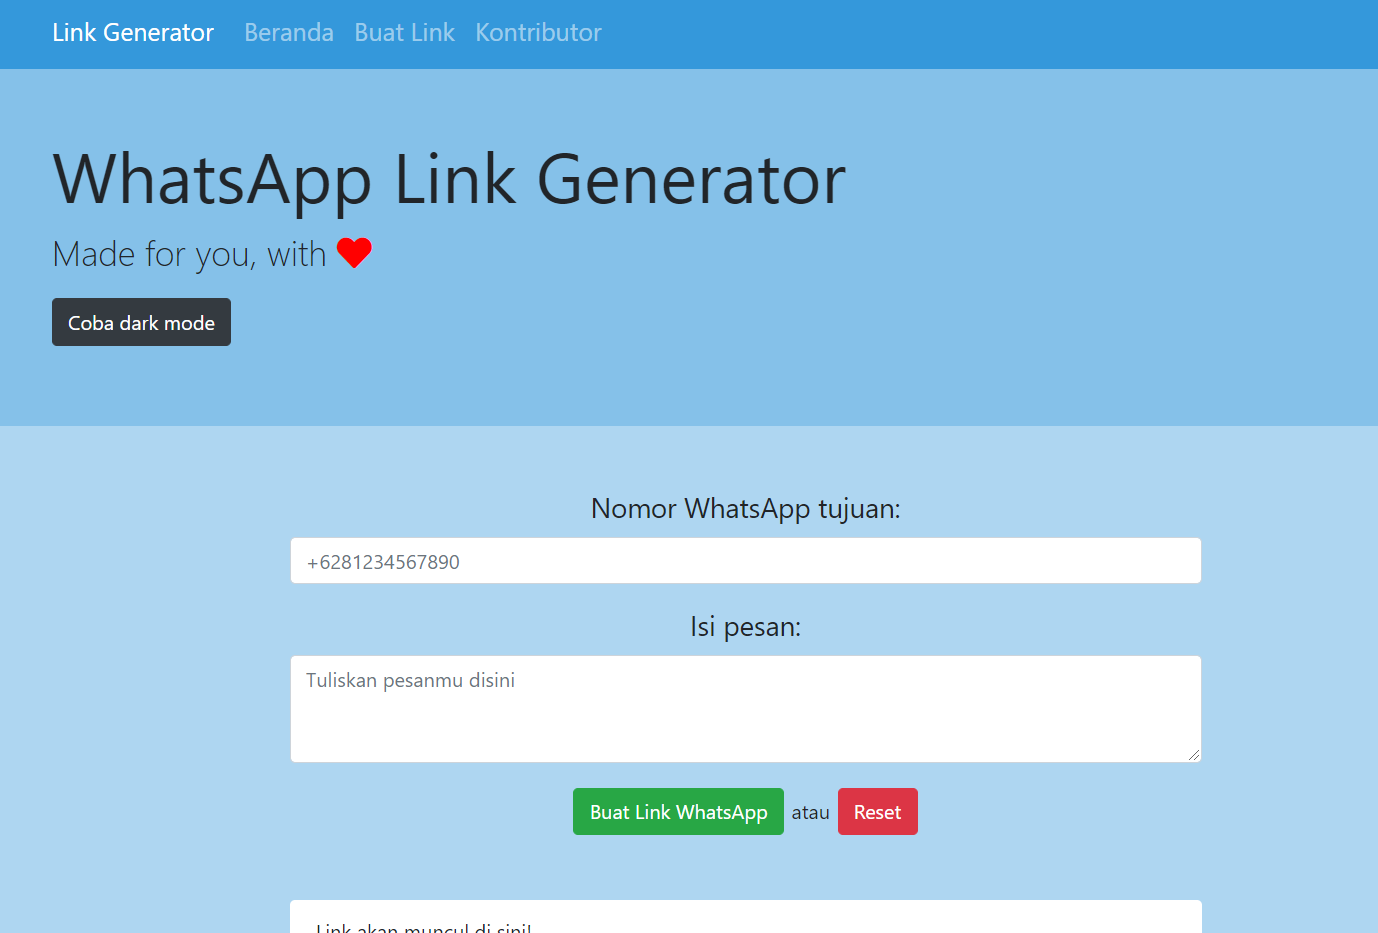 Link Generator Beranda Buat Link Kontributor
WhatsApp Link Generator
Made for you, with
Coba dark mode
Nomor WhatsApp tujuan:
+6281234567890
Isi pesan:
Tuliskan pesanmu disini
Buat Link WhatsApp atau Reset
Link akan muncul di sini!